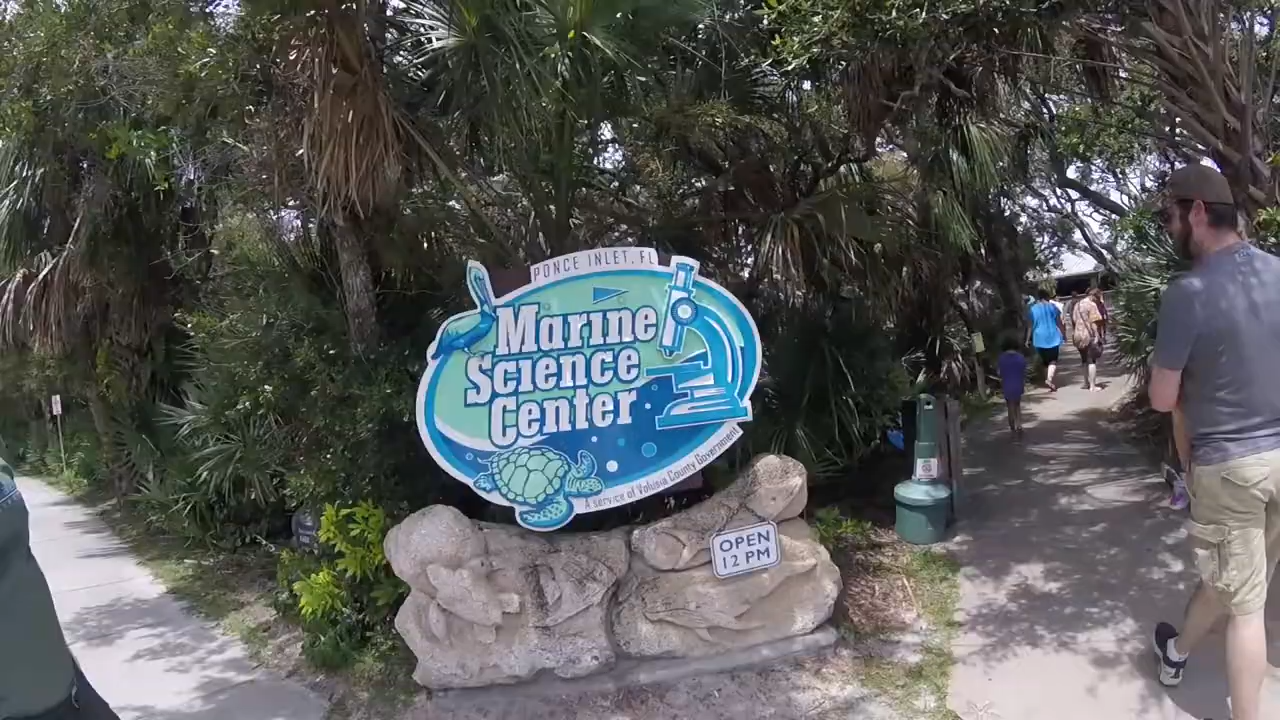 PONCE INLET, FL
Marine
Science
Center
A service of Volusia County Government
OPEN
12 PM